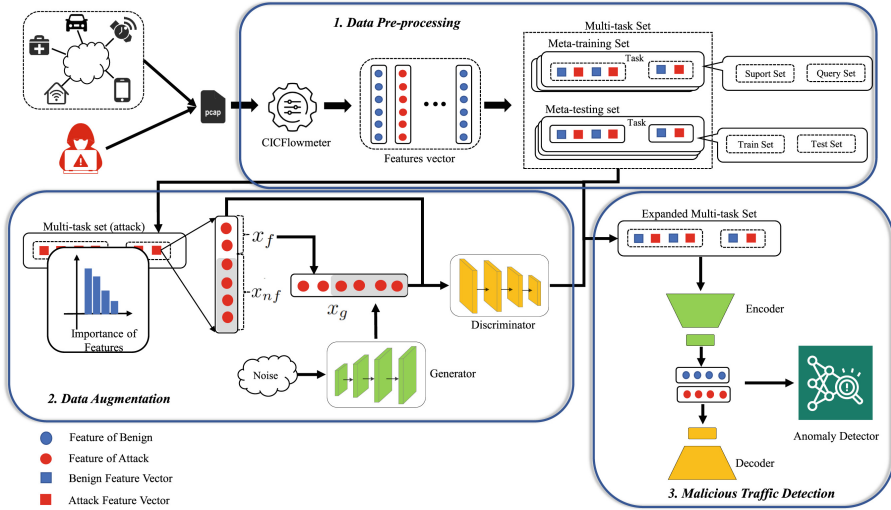 1. Data Pre-processing
pcap
CICFlowmeter
Features vector
Multi-task Set
Meta-training Set
Task
Suport Set
Query Set
Meta-testing set
Task
Train Set
Test Set
Multi-task set (attack)
Importance of
Features
x_f
x_nf
x_g
Noise
Generator
Discriminator
2. Data Augmentation
Expanded Multi-task Set
Encoder
Decoder
Anomaly Detector
3. Malicious Traffic Detection
Feature of Benign
Feature of Attack
Benign Feature Vector
Attack Feature Vector